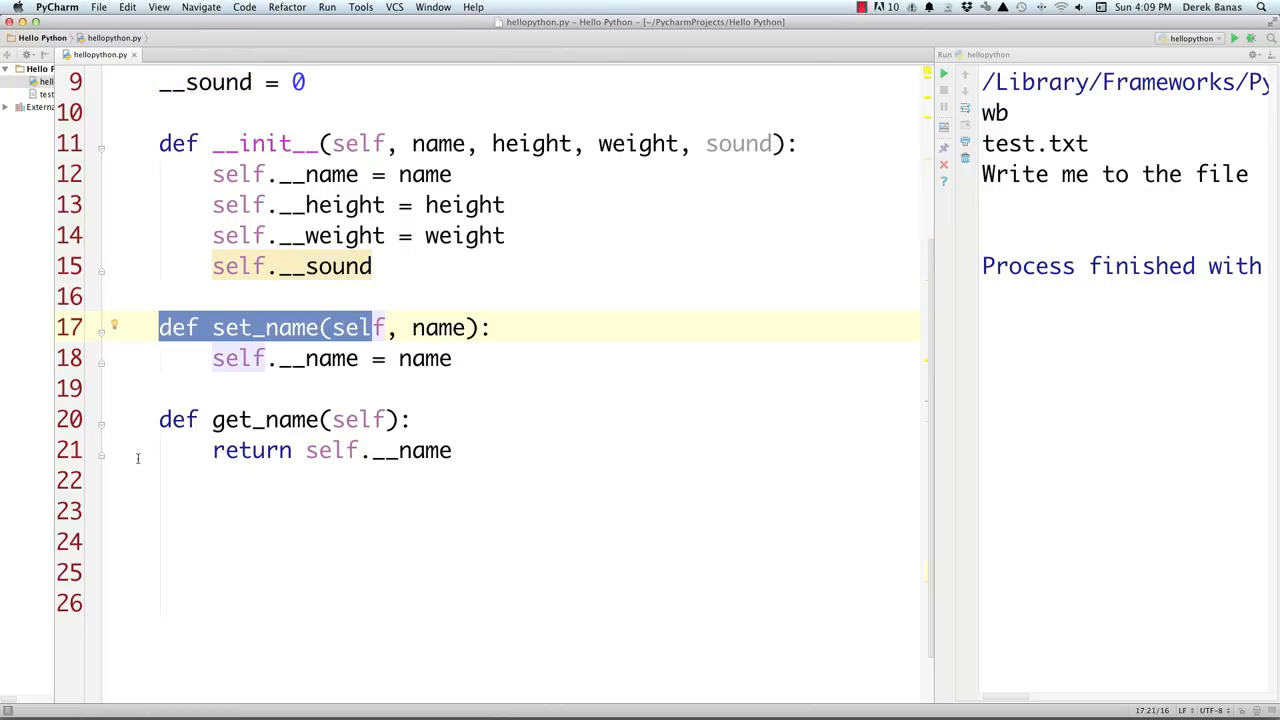 PyCharm File Edit View Navigate Code Refactor Run Tools VCS Window Help 10 Sun 4:09 PM Derek Banas
hellopython.py - Hello Python - [~/PycharmProjects/Hello Python]
Hello Python hellopython.py hellopython
hellopython.py Run hellopython
Hello P
hell
test
Externa
9 __sound = 0
10
11 def __init__(self, name, height, weight, sound):
12 self.__name = name
13 self.__height = height
14 self.__weight = weight
15 self.__sound
16
17 def set_name(self, name):
18 self.__name = name
19
20 def get_name(self):
21 return self.__name
22
23
24
25
26
/Library/Frameworks/Py
wb
test.txt
Write me to the file
Process finished with
17:21/16 LF UTF-8